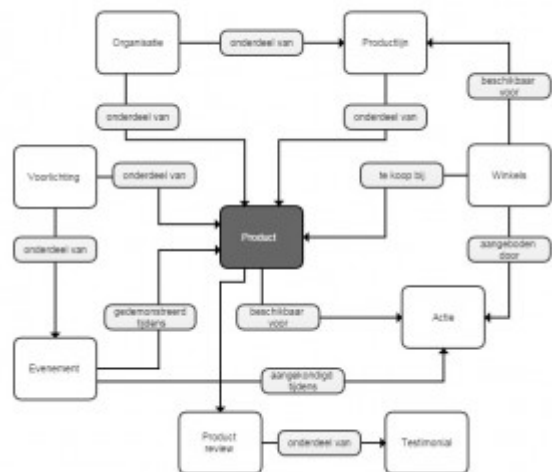 Organisatie
onderdeel van
Productlijn
beschikbaar
voor
onderdeel van
onderdeel van
Voorlichting
onderdeel van
te koop bij
Winkels
Product
onderdeel van
aangeboden
door
gedemonstreerd
tijdens
beschikbaar
voor
Actie
Evenement
aangekondigd
tijdens
Product
review
onderdeel van
Testimonial